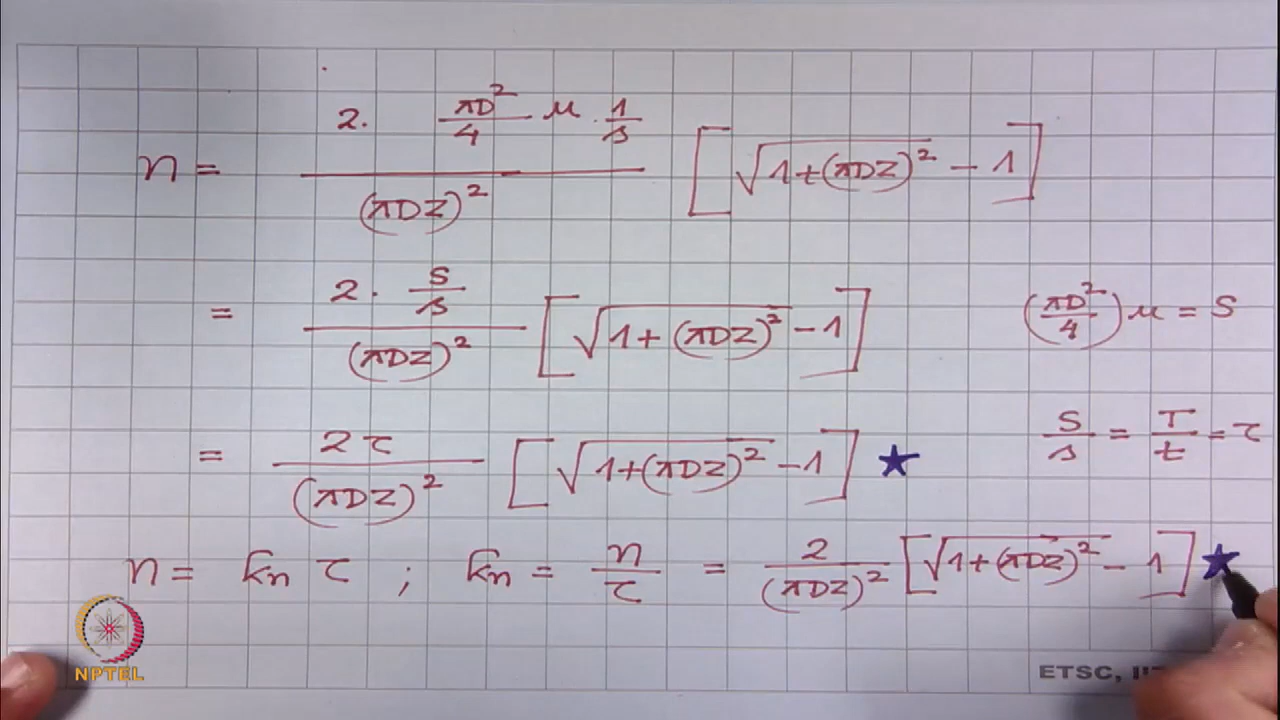 n = 2. πD²/4 u . 1/s / (πDZ)² [√1+(πDZ)² - 1]
= 2. S/s / (πDZ)² [√1+(πDZ)² - 1]
(πD²/4) u = S
= 2τ / (πDZ)² [√1+(πDZ)² - 1] ★
S/s = T/t = τ
n = kn τ ; kn = n/τ = 2/(πDZ)² [√1+(πDZ)² - 1] ★
NPTEL
ETSC,